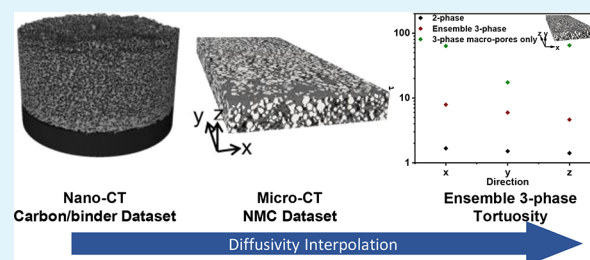 2-phase
Ensemble 3-phase
3-phase macro-pores only
100
10
1
τ
x
y
z
Direction
z
y
x
y
z
x
Nano-CT
Carbon/binder Dataset
Micro-CT
NMC Dataset
Ensemble 3-phase
Tortuosity
Diffusivity Interpolation